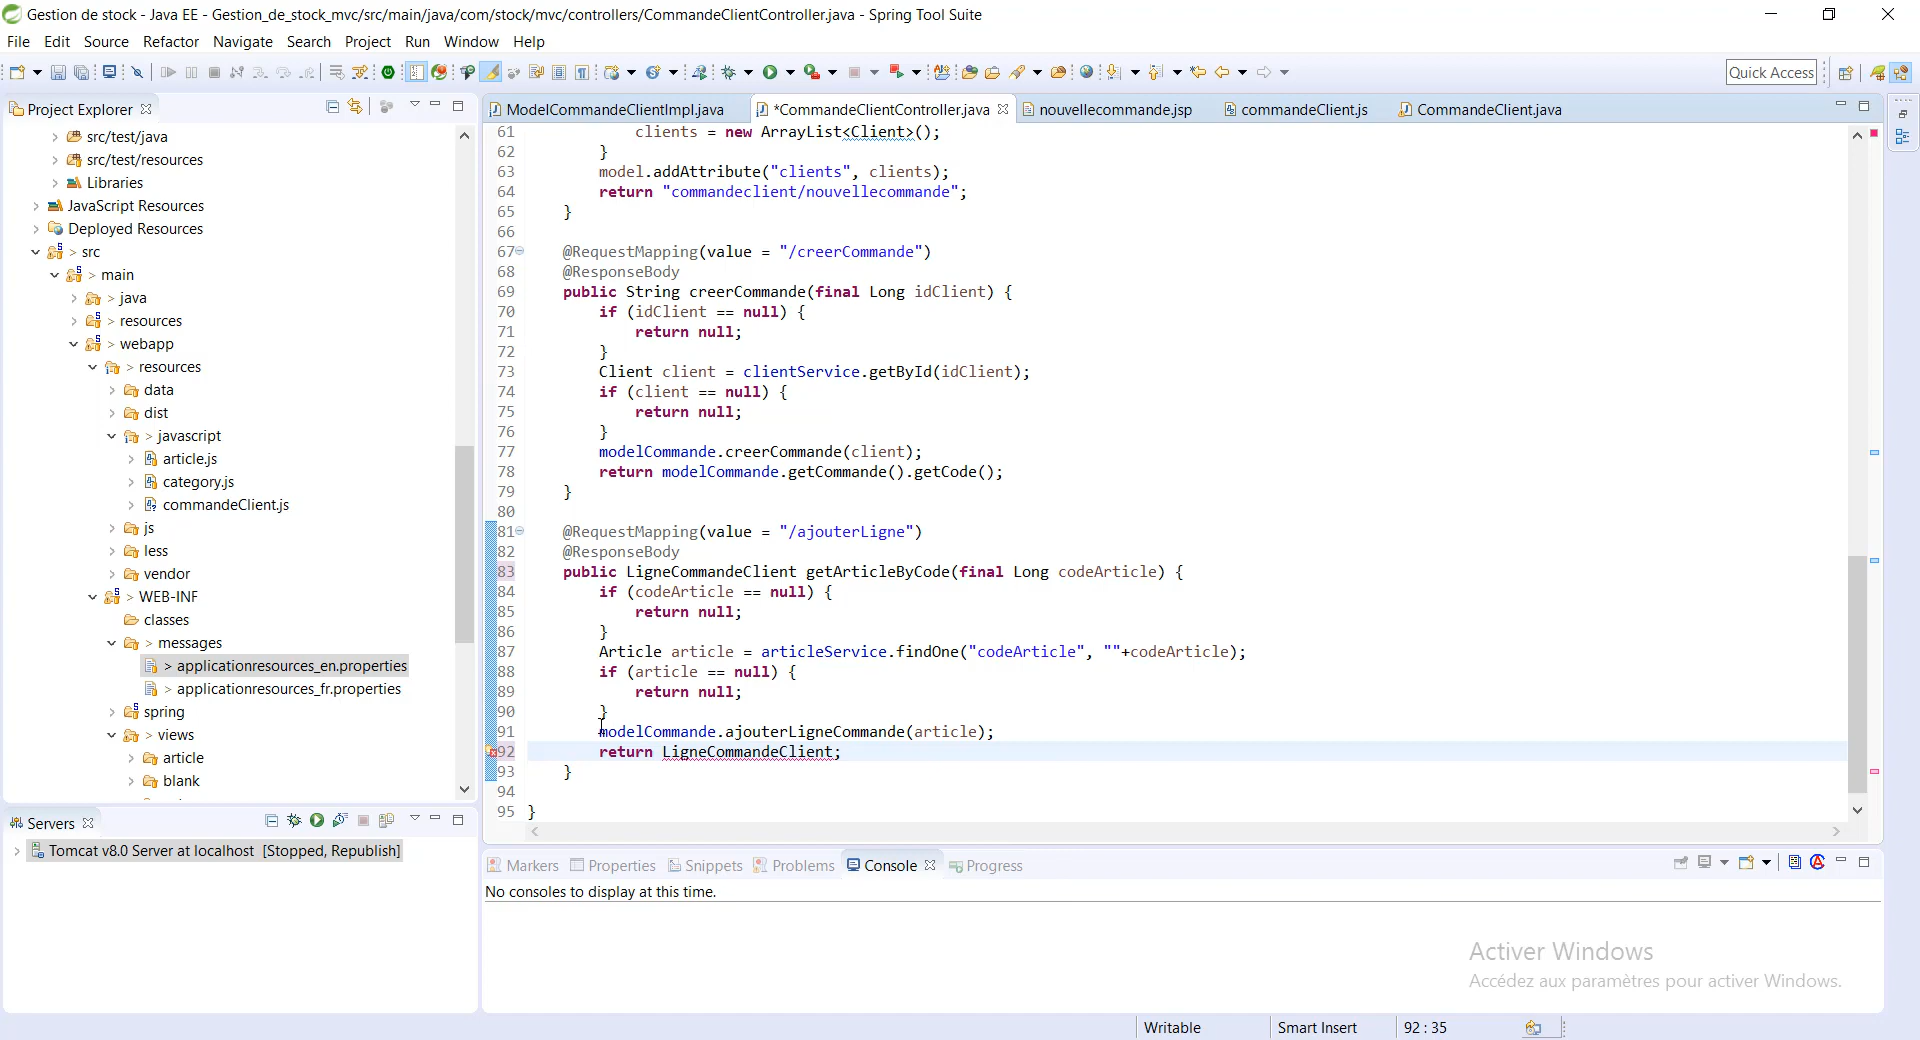 Gestion de stock - Java EE - Gestion_de_stock_mvc/src/main/java/com/stock/mvc/controllers/CommandeClientController.java - Spring Tool Suite
File Edit Source Refactor Navigate Search Project Run Window Help
Quick Access
Project Explorer
src/test/java
src/test/resources
Libraries
JavaScript Resources
Deployed Resources
> src
> main
> java
> resources
> webapp
> resources
data
dist
> javascript
article.js
category.js
commandeClient.js
js
less
vendor
> WEB-INF
classes
> messages
> applicationresources_en.properties
> applicationresources_fr.properties
spring
> views
article
blank
Servers
Tomcat v8.0 Server at localhost [Stopped, Republish]
ModelCommandeClientImpl.java *CommandeClientController.java nouvellecommande.jsp commandeClient.js CommandeClient.java
61 clients = new ArrayList<Client>();
62 }
63 model.addAttribute("clients", clients);
64 return "commandeclient/nouvellecommande";
65 }
66
67 @RequestMapping(value = "/creerCommande")
68 @ResponseBody
69 public String creerCommande(final Long idClient) {
70 if (idClient == null) {
71 return null;
72 }
73 Client client = clientService.getById(idClient);
74 if (client == null) {
75 return null;
76 }
77 modelCommande.creerCommande(client);
78 return modelCommande.getCommande().getCode();
79 }
80
81 @RequestMapping(value = "/ajouterLigne")
82 @ResponseBody
83 public LigneCommandeClient getArticleByCode(final Long codeArticle) {
84 if (codeArticle == null) {
85 return null;
86 }
87 Article article = articleService.findOne("codeArticle", ""+codeArticle);
88 if (article == null) {
89 return null;
90 }
91 modelCommande.ajouterLigneCommande(article);
92 return LigneCommandeClient;
93 }
94
95 }
Markers Properties Snippets Problems Console Progress
No consoles to display at this time.
Activer Windows
Accédez aux paramètres pour activer Windows.
Writable Smart Insert 92 : 35